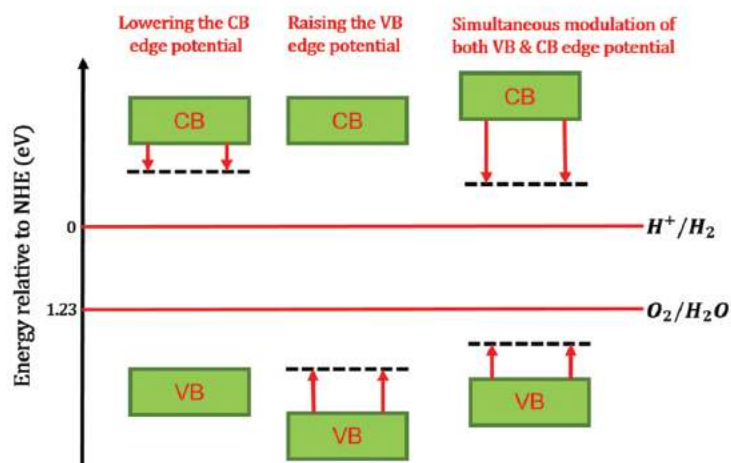 Lowering the CB
edge potential
Raising the VB
edge potential
Simultaneous modulation of
both VB & CB edge potential
CB
CB
CB
Energy relative to NHE (eV)
0
H⁺/H₂
1.23
O₂/H₂O
VB
VB
VB